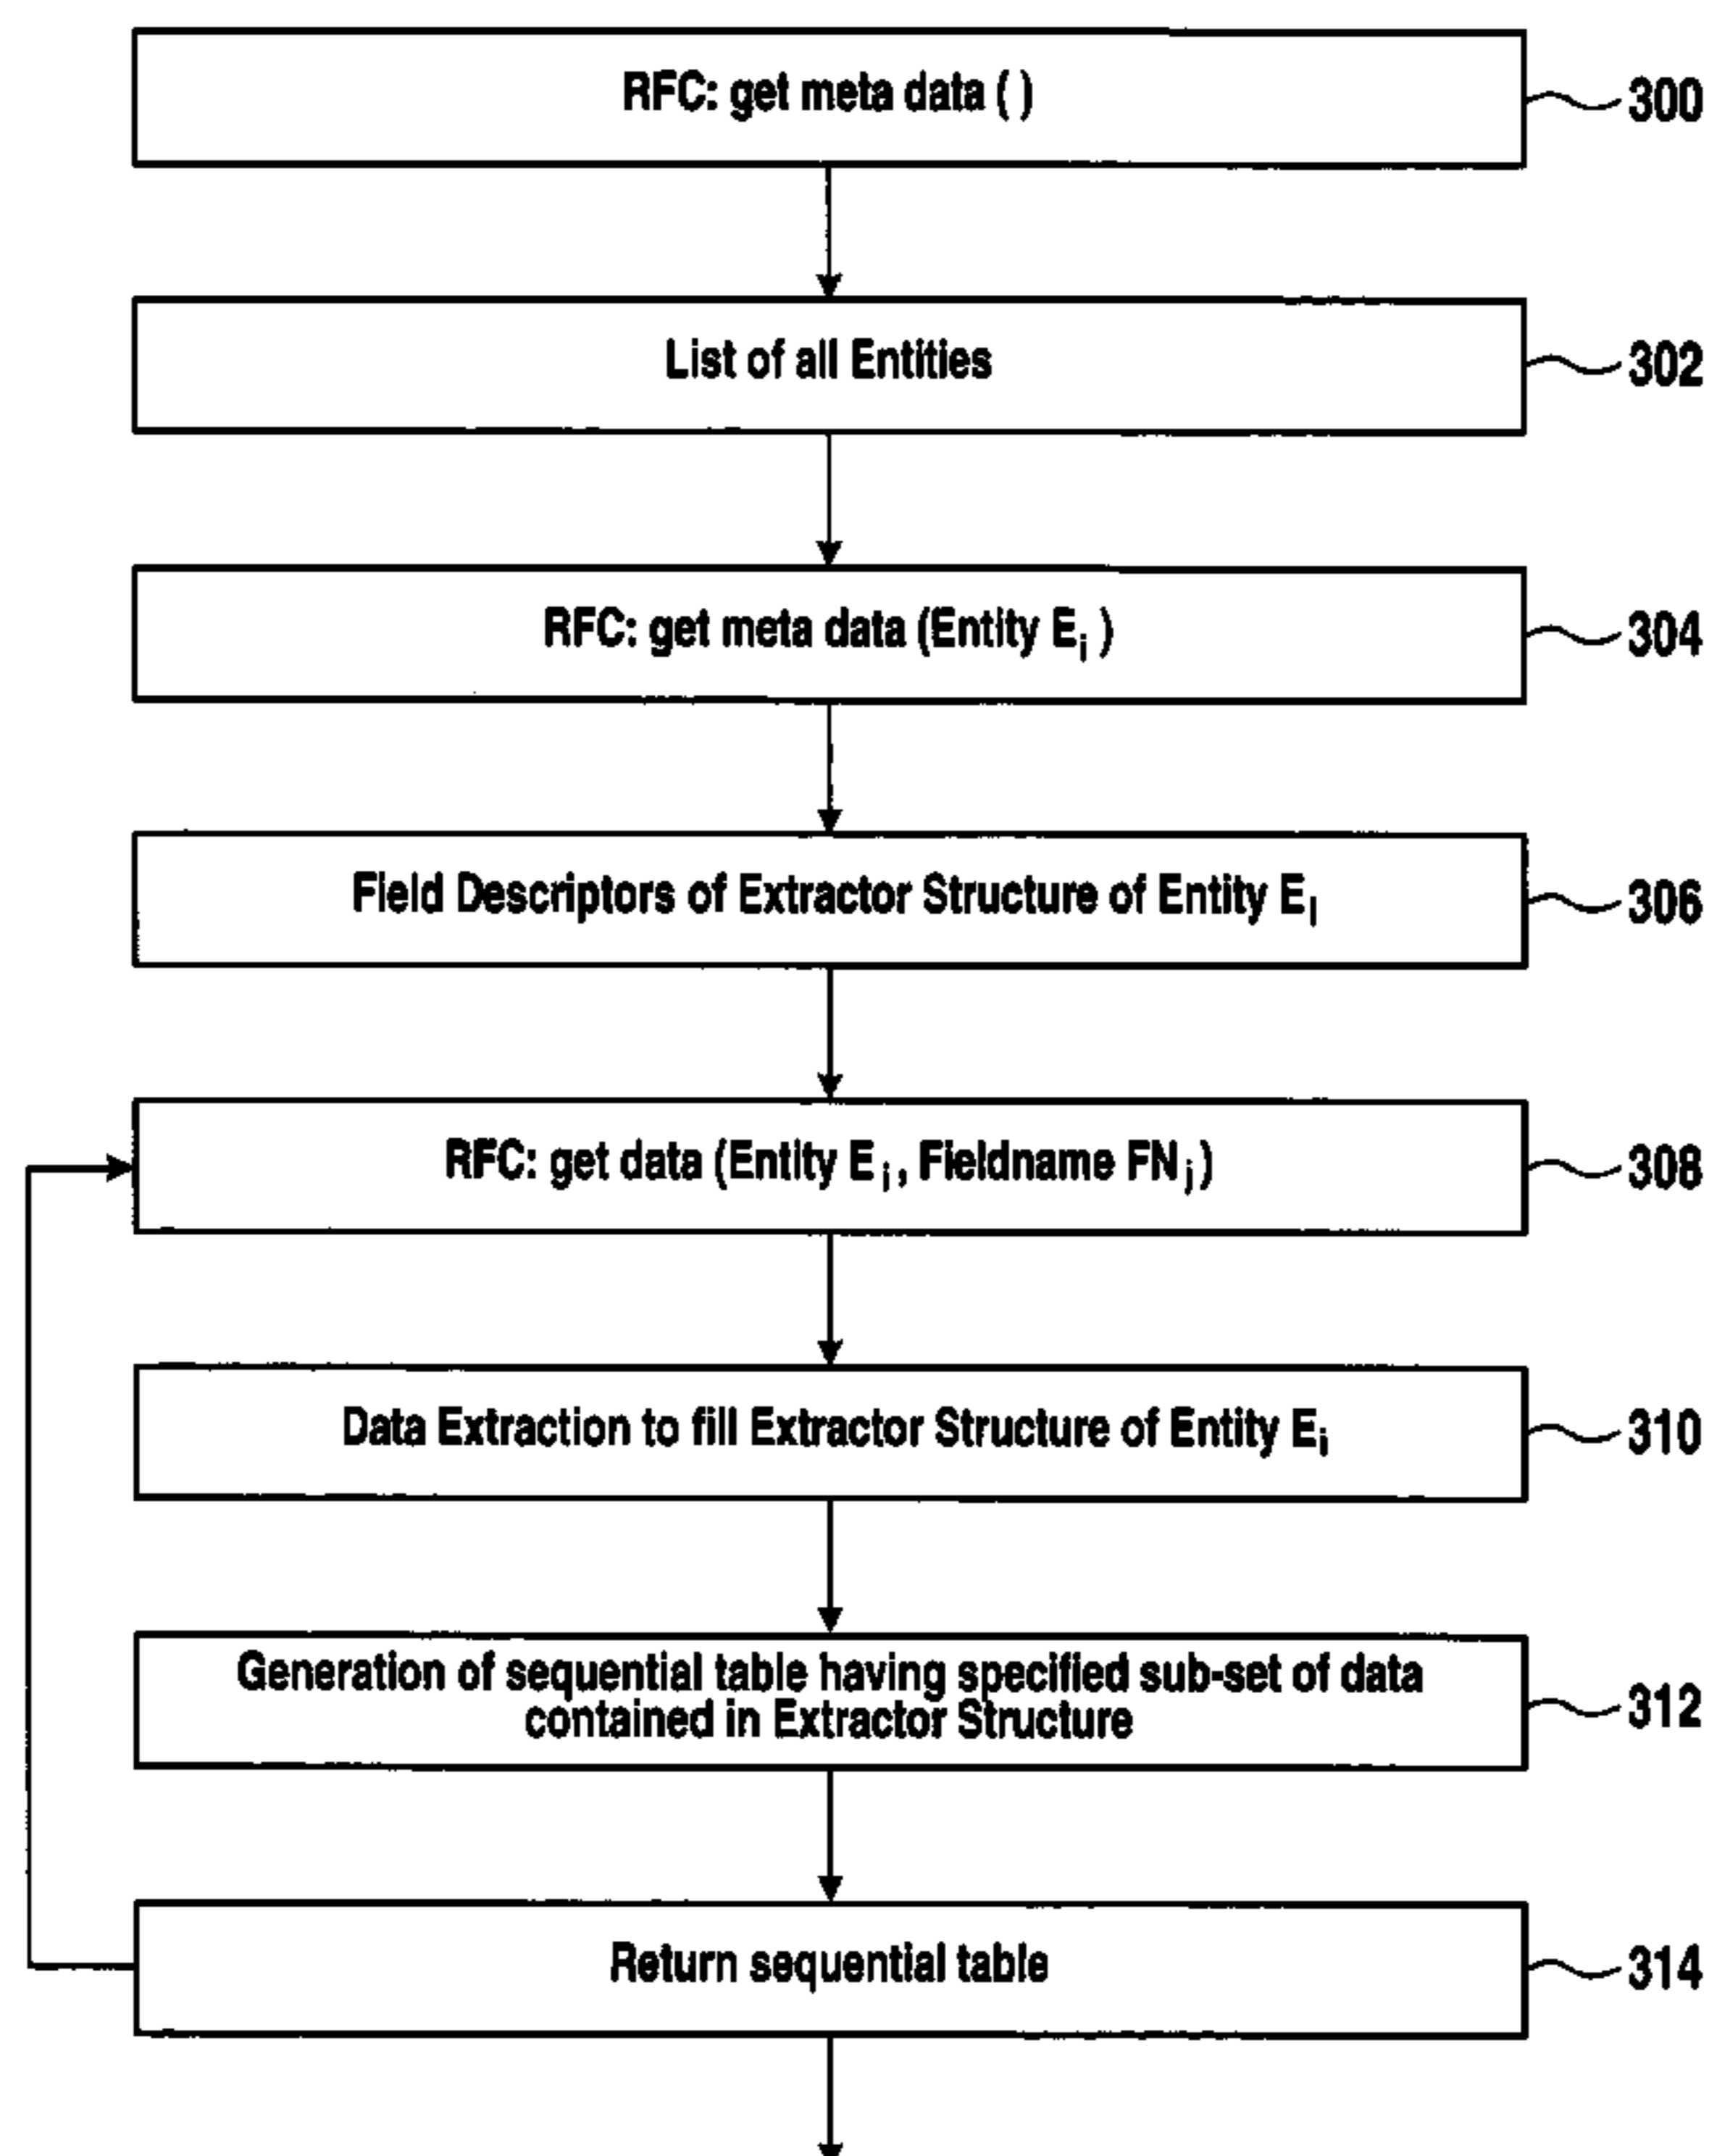 RFC: get meta data ( )
300
List of all Entities
302
RFC: get meta data (Entity Ei )
304
Field Descriptors of Extractor Structure of Entity Ei
306
RFC: get data (Entity Ei , Fieldname FNj )
308
Data Extraction to fill Extractor Structure of Entity Ei
310
Generation of sequential table having specified sub-set of data
contained in Extractor Structure
312
Return sequential table
314